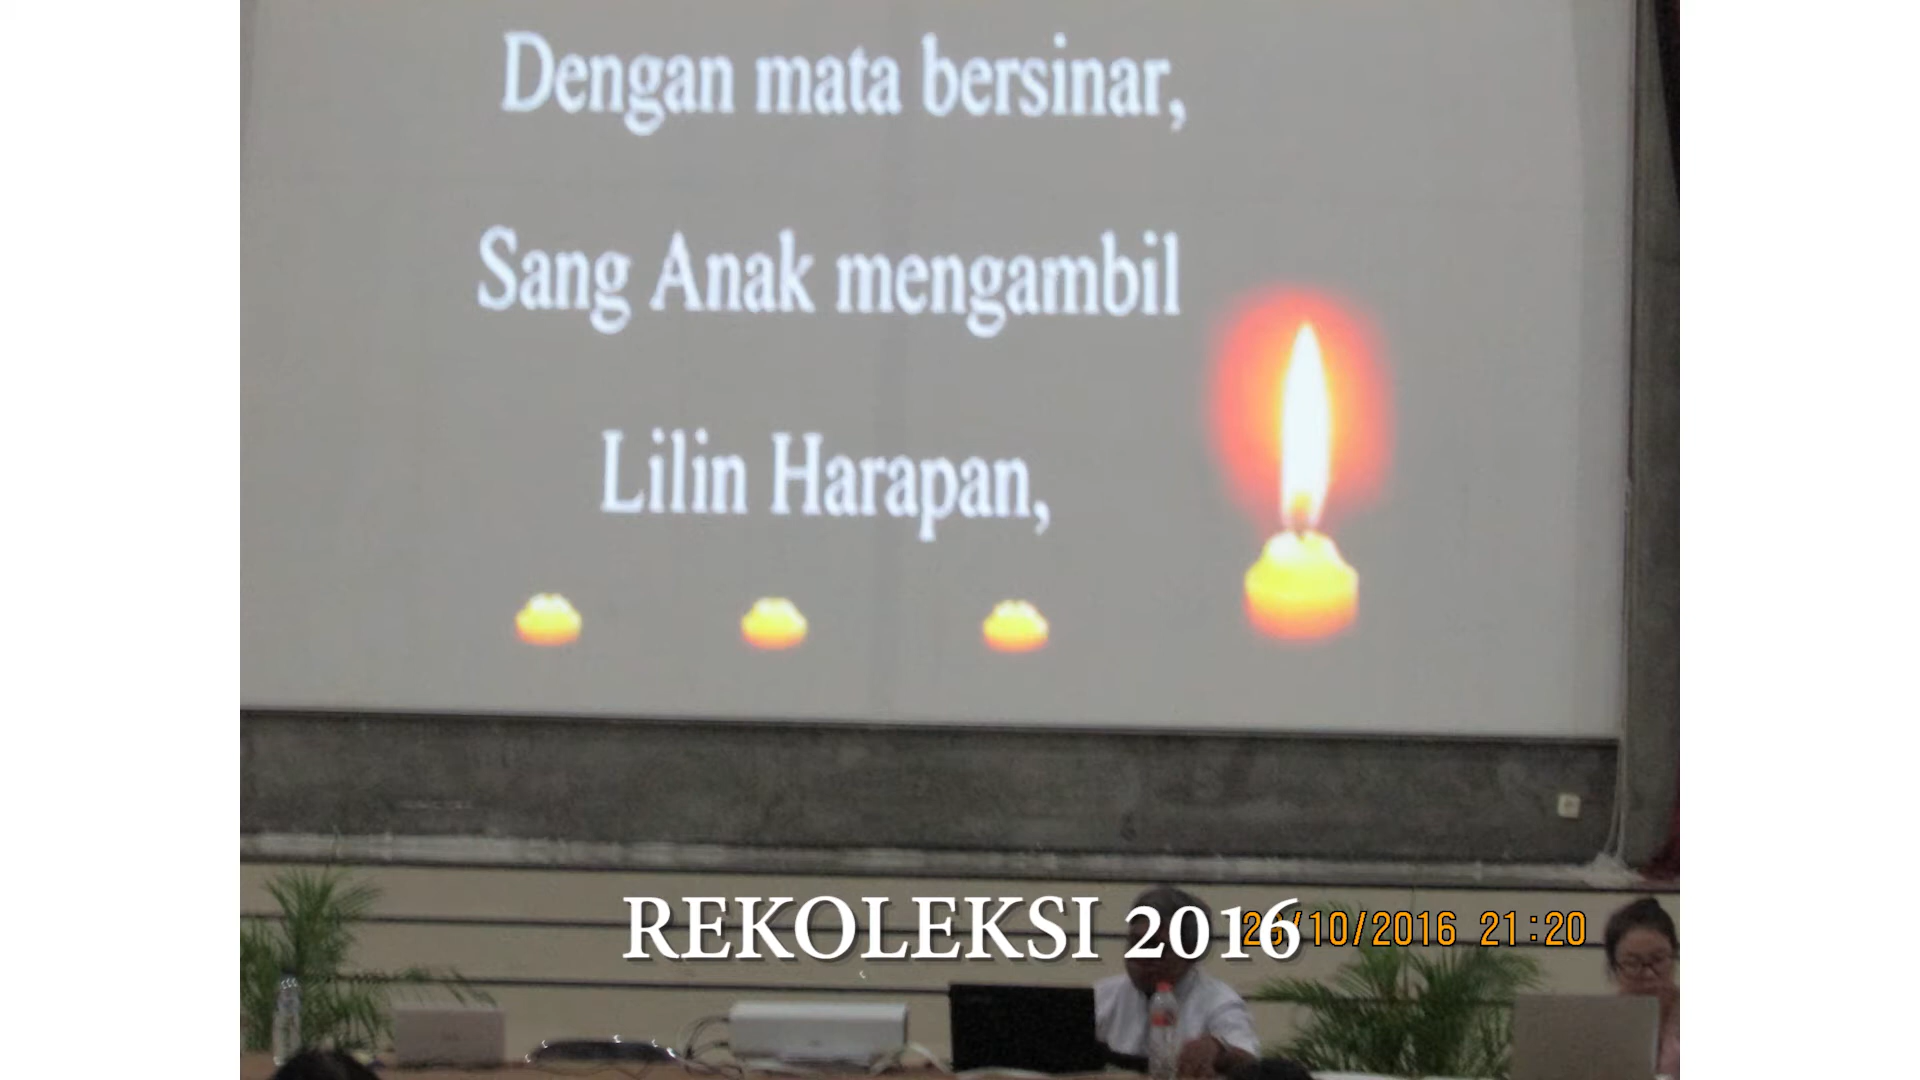 Dengan mata bersinar,
Sang Anak mengambil
Lilin Harapan,
REKOLEKSI 2016
/10/2016 21:20